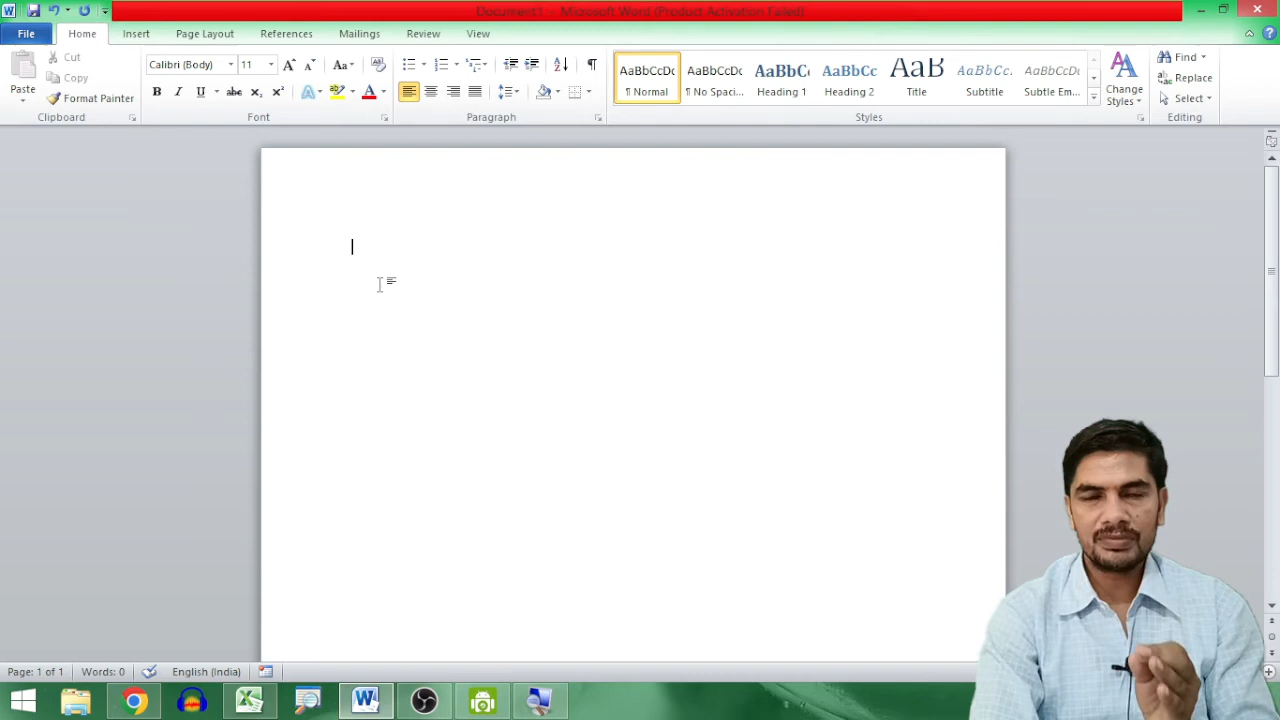 Document1 - Microsoft Word (Product Activation Failed)
File Home Insert Page Layout References Mailings Review View
Cut
Copy
Paste
Format Painter
Clipboard
Calibri (Body) 11
Font
Paragraph
AaBbCcDc AaBbCcDc AaBbC AaBbCc AaB AaBbCc. AaBbCcDc
¶ Normal ¶ No Spaci... Heading 1 Heading 2 Title Subtitle Subtle Em...
Styles
Change
Styles
Find
Replace
Select
Editing
Page: 1 of 1 Words: 0 English (India)